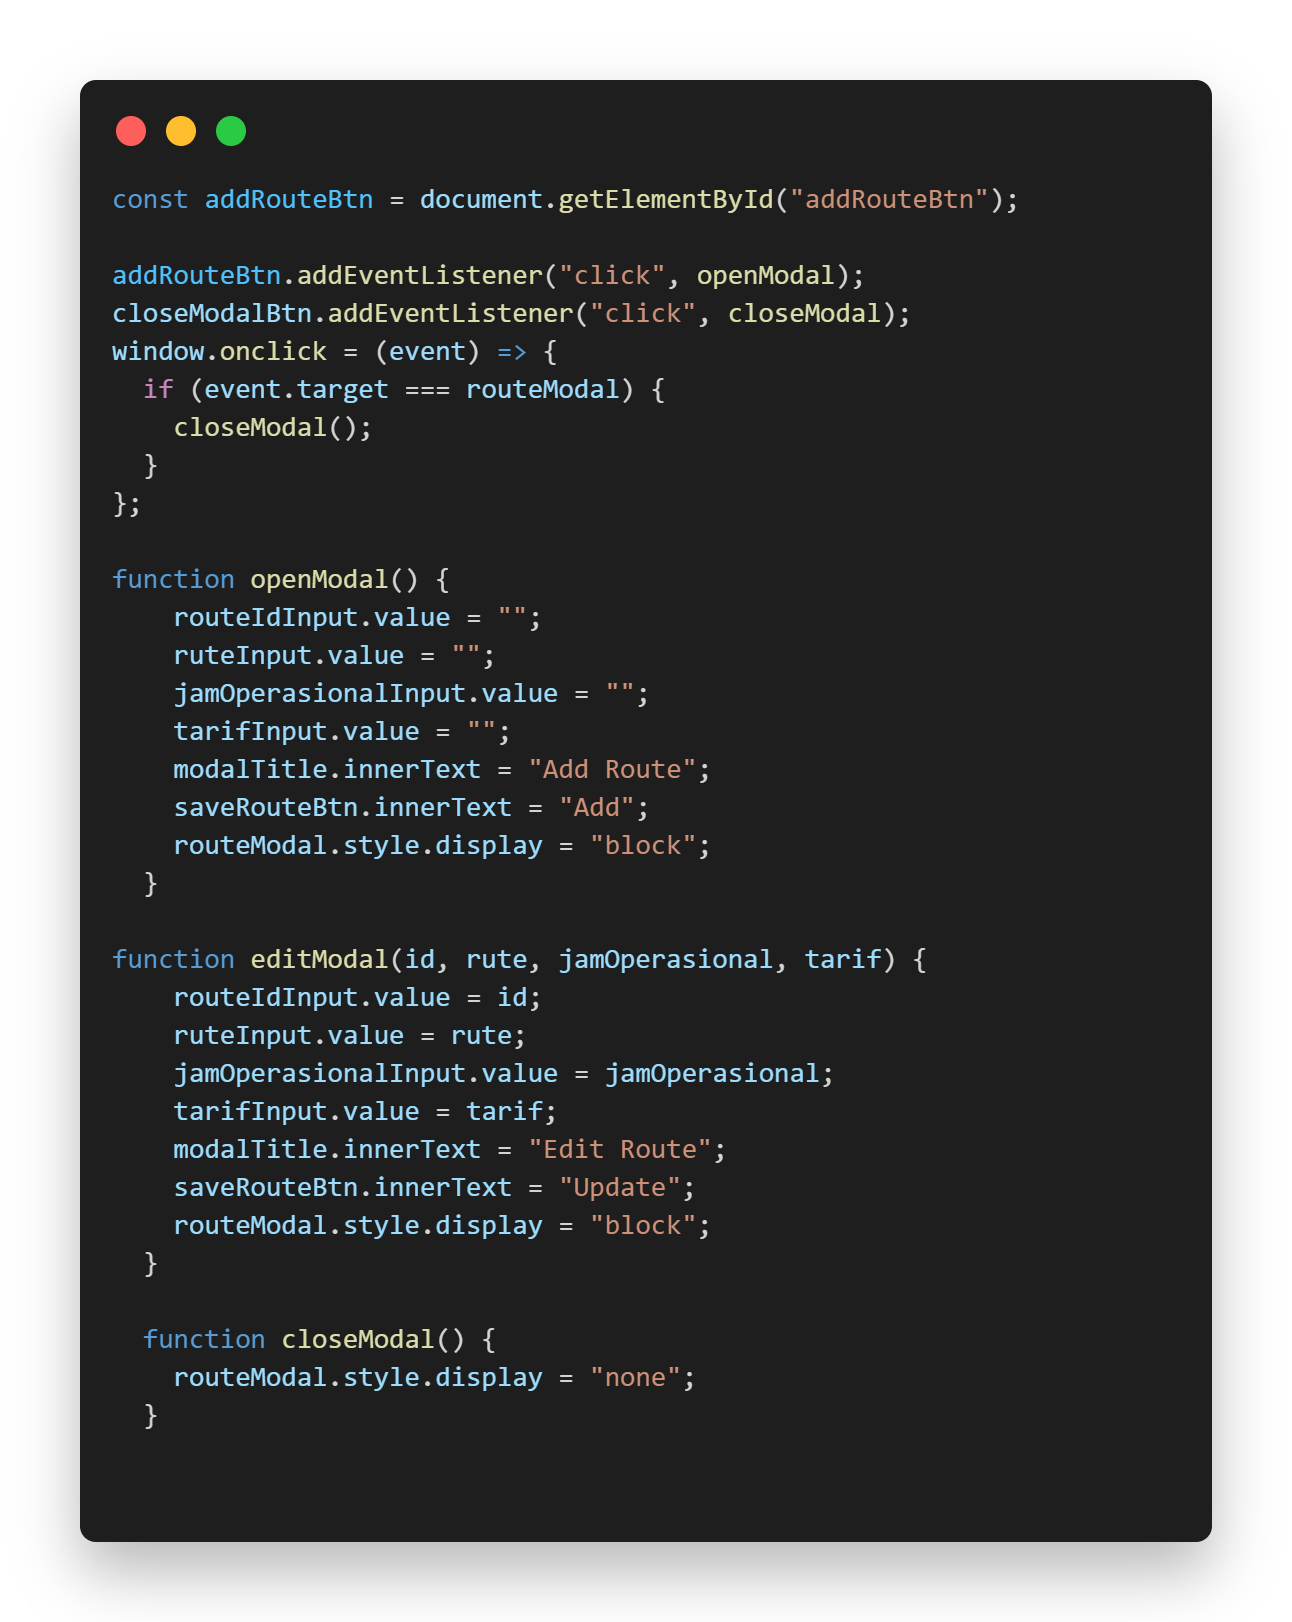 const addRouteBtn = document.getElementById("addRouteBtn");

addRouteBtn.addEventListener("click", openModal);
closeModalBtn.addEventListener("click", closeModal);
window.onclick = (event) => {
  if (event.target === routeModal) {
    closeModal();
  }
};

function openModal() {
    routeIdInput.value = "";
    ruteInput.value = "";
    jamOperasionalInput.value = "";
    tarifInput.value = "";
    modalTitle.innerText = "Add Route";
    saveRouteBtn.innerText = "Add";
    routeModal.style.display = "block";
  }

function editModal(id, rute, jamOperasional, tarif) {
    routeIdInput.value = id;
    ruteInput.value = rute;
    jamOperasionalInput.value = jamOperasional;
    tarifInput.value = tarif;
    modalTitle.innerText = "Edit Route";
    saveRouteBtn.innerText = "Update";
    routeModal.style.display = "block";
  }

  function closeModal() {
    routeModal.style.display = "none";
  }